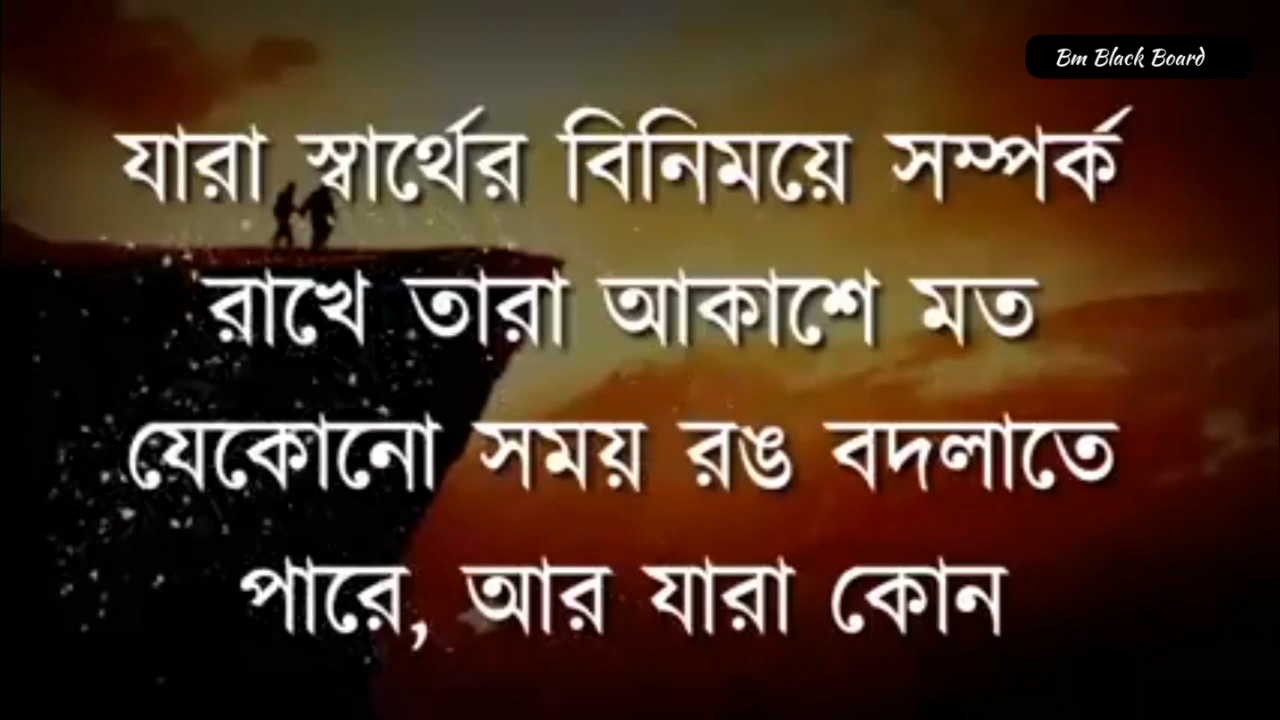 Bm Black Board
যারা স্বার্থের বিনিময়ে সম্পর্ক
রাখে তারা আকাশে মত
যেকোনো সময় রঙ বদলাতে
পারে, আর যারা কোন